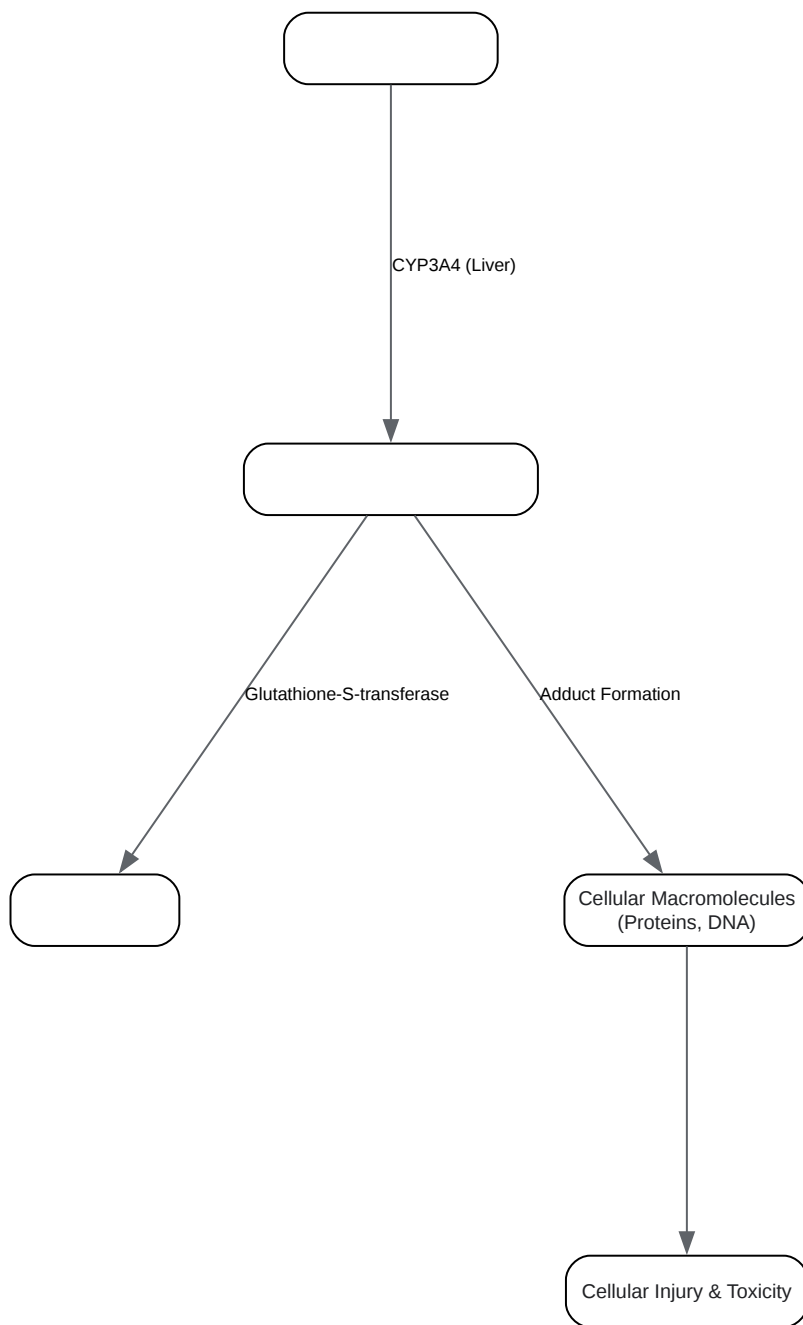 CYP3A4 (Liver)
Glutathione-S-transferase
Adduct Formation
Cellular Macromolecules
(Proteins, DNA)
Cellular Injury & Toxicity